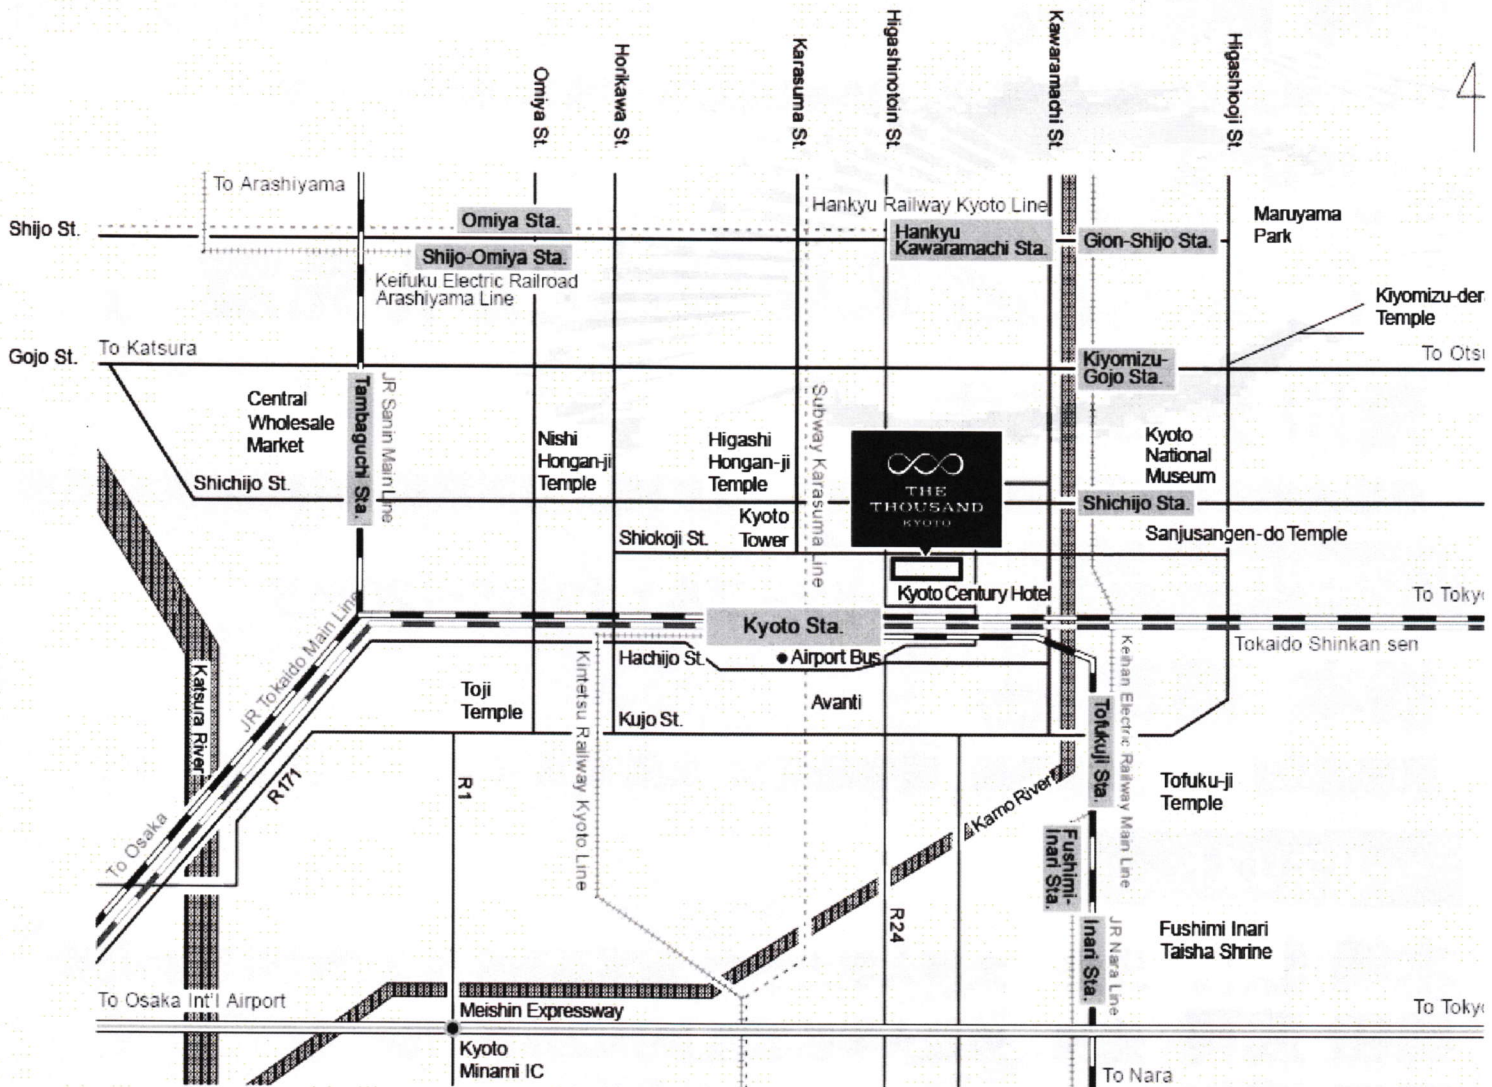 Omiya St.
Horikawa St.
Karasuma St.
Higashinotoin St.
Kawaramachi St.
Higashiooji St.
To Arashiyama
Hankyu Railway Kyoto Line
Maruyama
Park
Shijo St.
Omiya Sta.
Hankyu
Kawaramachi Sta.
Gion-Shijo Sta.
Shijo-Omiya Sta.
Keifuku Electric Railroad
Arashiyama Line
Kiyomizu-der
Temple
Gojo St.
To Katsura
Kiyomizu-
Gojo Sta.
To Otsu
Central
Wholesale
Market
Tambaguchi Sta.
JR Sanin Main Line
Nishi
Hongan-ji
Temple
Higashi
Hongan-ji
Temple
Subway Karasuma Line
THE
THOUSAND
KYOTO
Kyoto
National
Museum
Shichijo St.
Shichijo Sta.
Shiokoji St.
Kyoto
Tower
Sanjusangen-do Temple
Kyoto Century Hotel
To Tokyo
Kyoto Sta.
Tokaido Shinkan sen
Katsura River
JR Tokaido Main Line
Hachijo St.
Airport Bus
Kintetsu Railway Kyoto Line
Keihan Electric Railway Main Line
Toji
Temple
Kujo St.
Avanti
Tofukuji Sta.
R171
R1
Kamo River
Tofuku-ji
Temple
To Osaka
Fushimi-
Inari Sta.
R24
Inari Sta.
JR Nara Line
Fushimi Inari
Taisha Shrine
To Osaka Int'l Airport
Meishin Expressway
To Tokyo
Kyoto
Minami IC
To Nara